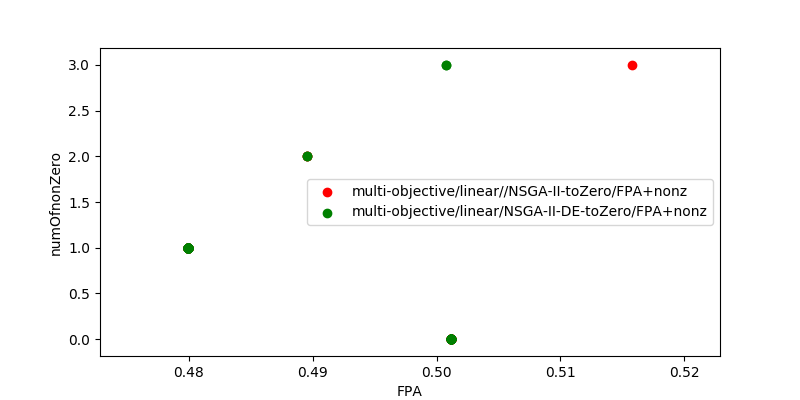 3.0
2.5
2.0
1.5
1.0
0.5
0.0
numOfnonZero
multi-objective/linear//NSGA-II-toZero/FPA+nonz
multi-objective/linear/NSGA-II-DE-toZero/FPA+nonz
0.48 0.49 0.50 0.51 0.52
FPA